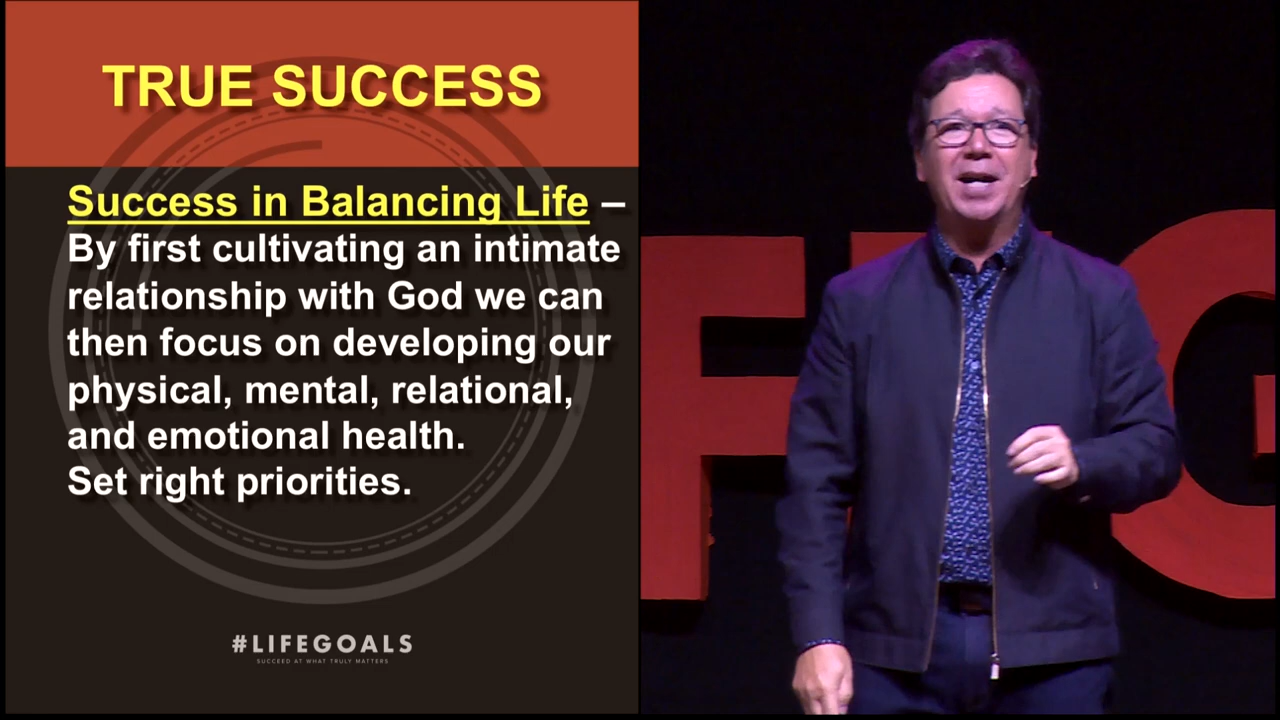 TRUE SUCCESS
Success in Balancing Life –
By first cultivating an intimate
relationship with God we can
then focus on developing our
physical, mental, relational,
and emotional health.
Set right priorities.
#LIFEGOALS
SUCCEED AT WHAT TRULY MATTERS